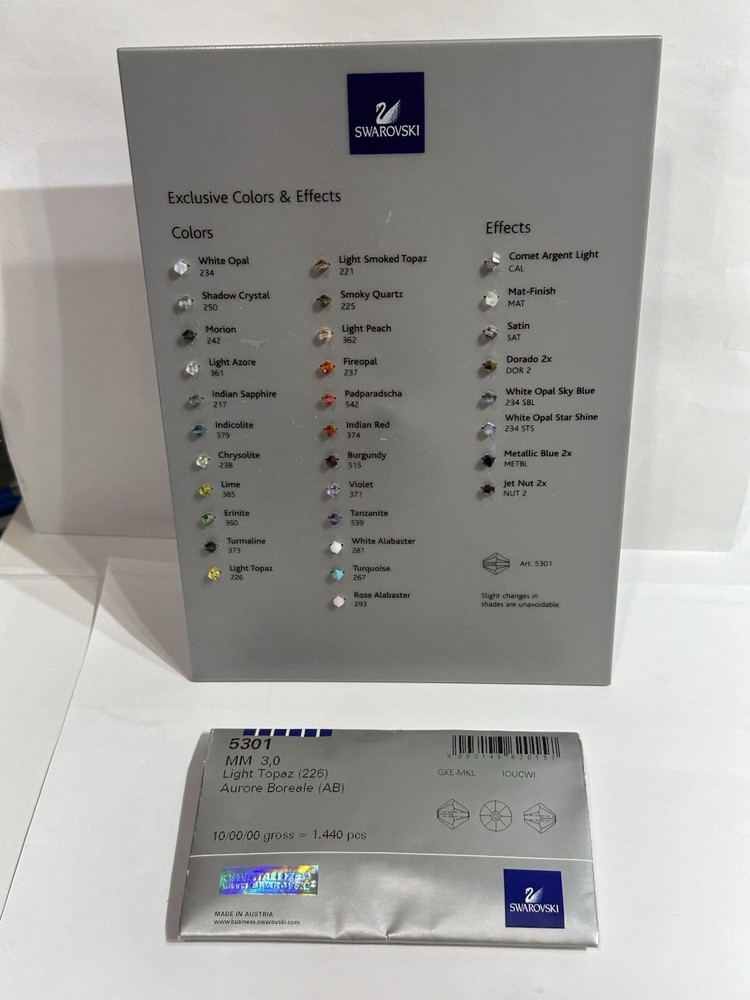 SWAROVSKI
Exclusive Colors & Effects
Colors
White Opal
234
Shadow Crystal
250
Morion
242
Light Azore
361
Indian Sapphire
217
Indicolite
379
Chrysolite
238
Lime
385
Erinite
360
Turmaline
373
Light Topaz
226
Light Smoked Topaz
221
Smoky Quartz
225
Light Peach
362
Fireopal
237
Padparadscha
542
Indian Red
374
Burgundy
515
Violet
371
Tanzanite
539
White Alabaster
281
Turquoise
267
Rose Alabaster
293
Effects
Comet Argent Light
CAL
Mat-Finish
MAT
Satin
SAT
Dorado 2x
DOR 2
White Opal Sky Blue
234 SBL
White Opal Star Shine
234 STS
Metallic Blue 2x
METBL
Jet Nut 2x
NUT 2
Art. 5301
Slight changes in
shades are unavoidable.
5301
MM 3,0
Light Topaz (226)
Aurore Boreale (AB)
10/00/00 gross = 1.440 pcs
GXE-MKL IOUCWI
MADE IN AUSTRIA
www.business.swarovski.com
SWAROVSKI